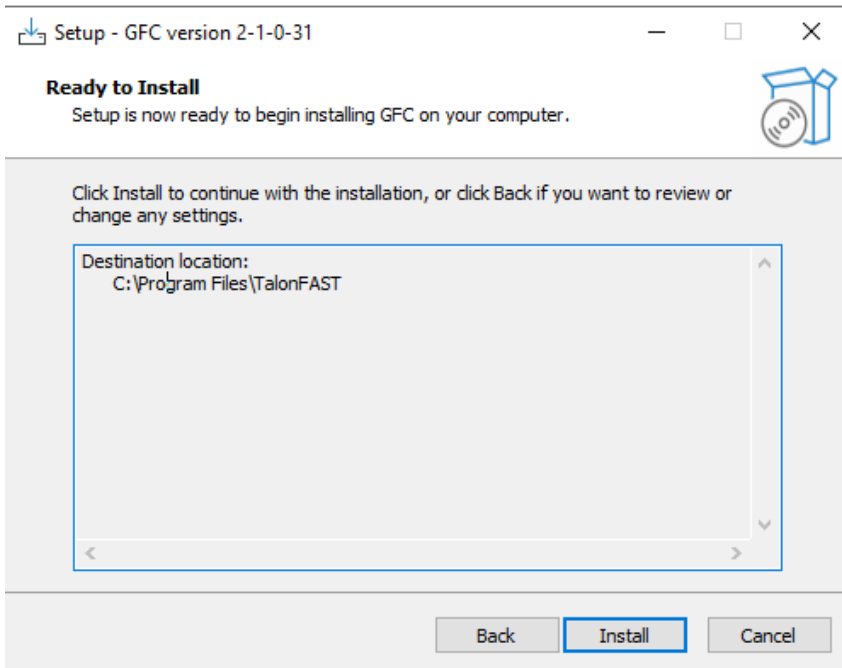 Setup - GFC version 2-1-0-31
Ready to Install
Setup is now ready to begin installing GFC on your computer.
Click Install to continue with the installation, or click Back if you want to review or
change any settings.
Destination location:
C:\Program Files\TalonFAST
Back Install Cancel